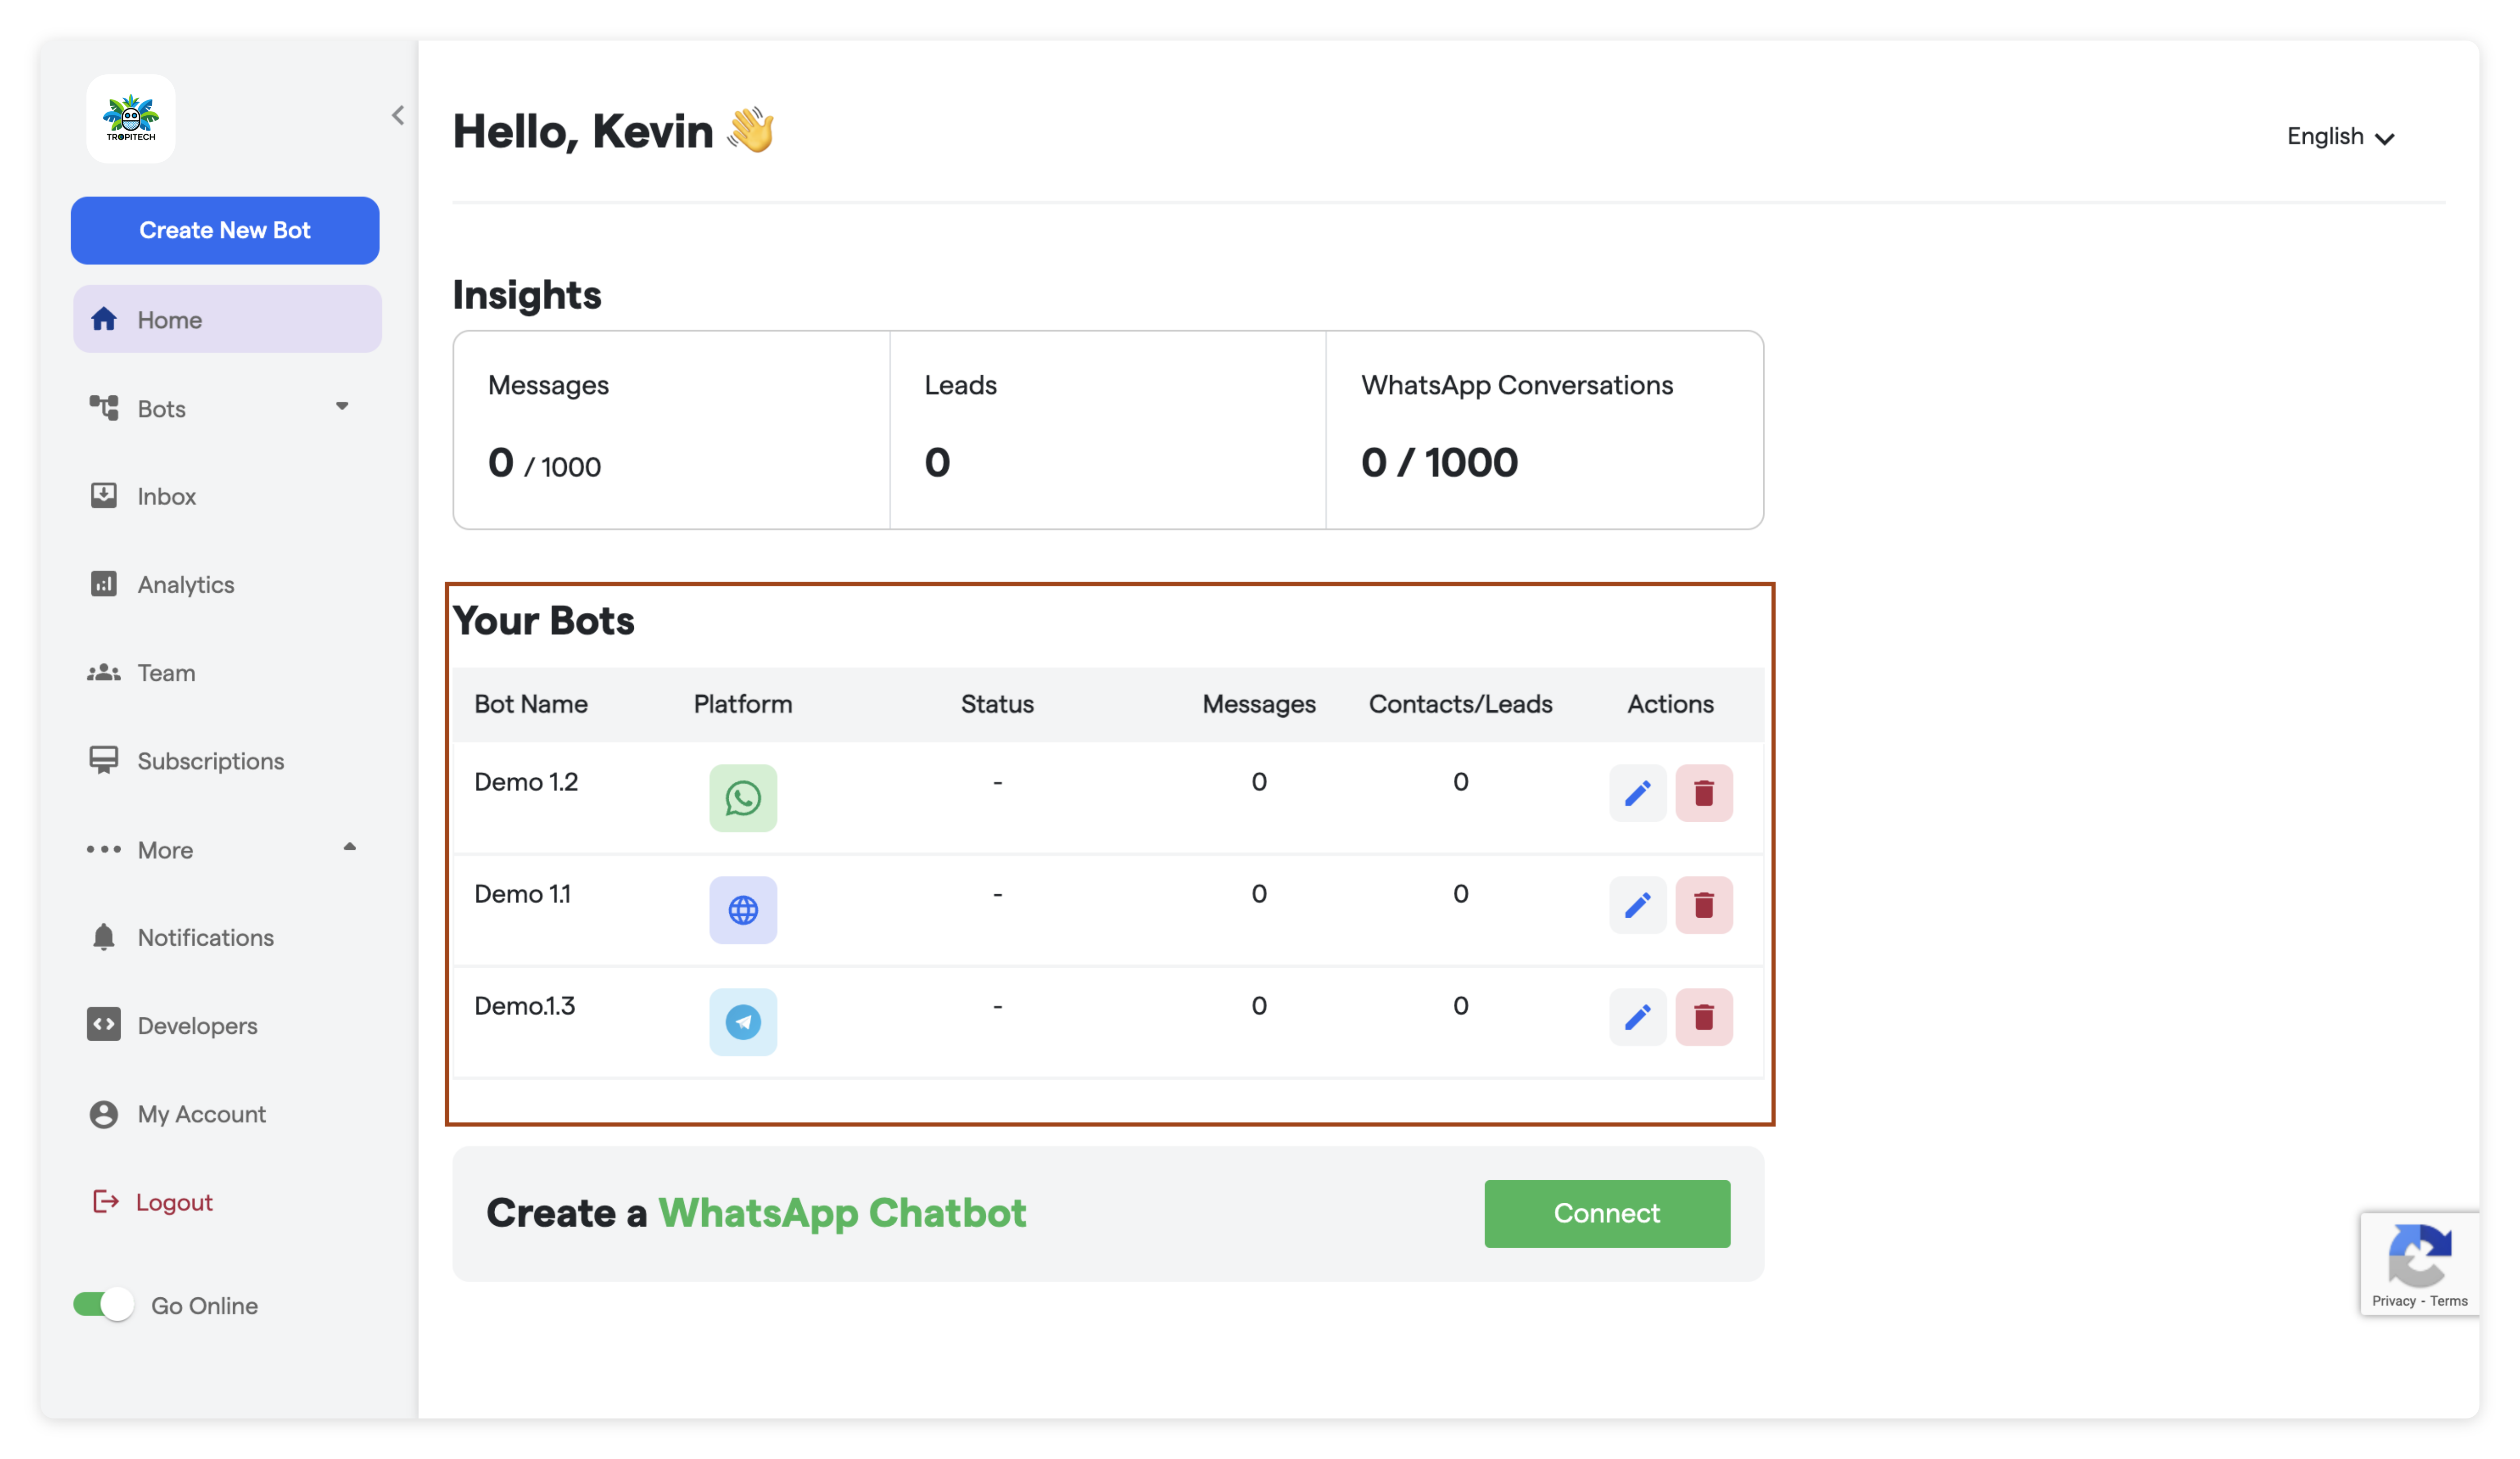 TROPITECH
Create New Bot
Home
Bots
Inbox
Analytics
Team
Subscriptions
More
Notifications
Developers
My Account
Logout
Go Online
Hello, Kevin 👋
English
Insights
Messages
0 / 1000
Leads
0
WhatsApp Conversations
0 / 1000
Your Bots
Bot Name Platform Status Messages Contacts/Leads Actions
Demo 1.2 - 0 0
Demo 1.1 - 0 0
Demo.1.3 - 0 0
Create a WhatsApp Chatbot
Connect
Privacy - Terms